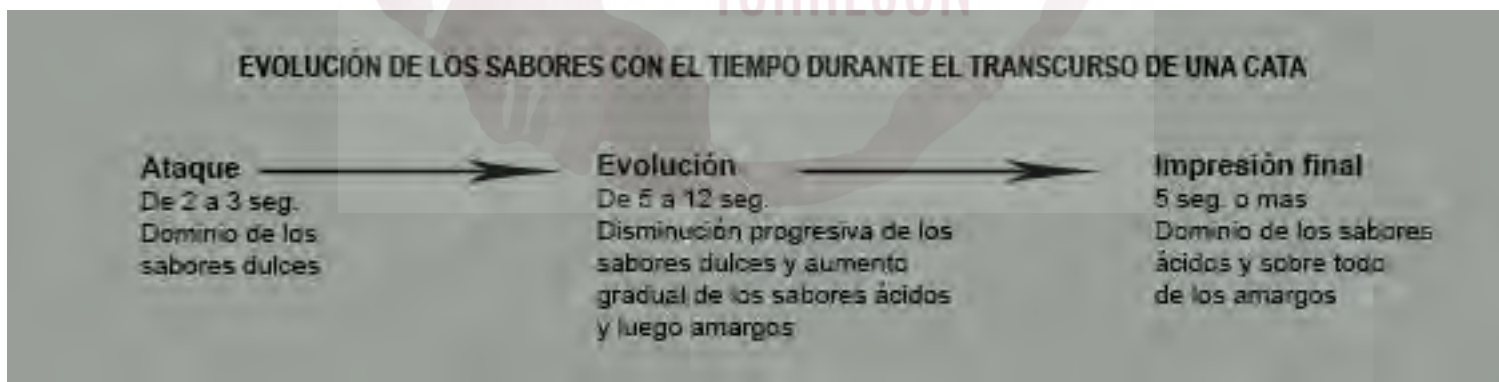 TORREÓN
EVOLUCIÓN DE LOS SABORES CON EL TIEMPO DURANTE EL TRANSCURSO DE UNA CATA
Ataque
De 2 a 3 seg.
Dominio de los
sabores dulces
Evolución
De 5 a 12 seg.
Disminución progresiva de los
sabores dulces y aumento
gradual de los sabores ácidos
y luego amargos
Impresión final
5 seg. o mas
Dominio de los sabores
ácidos y sobre todo
de los amargos